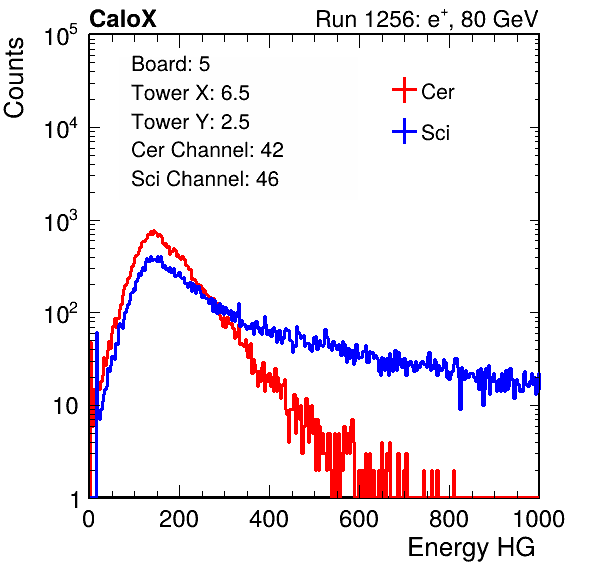 CaloX Run 1256: e⁺, 80 GeV
Counts
Board: 5
Tower X: 6.5
Tower Y: 2.5
Cer Channel: 42
Sci Channel: 46
Cer
Sci
10⁵
10⁴
10³
10²
10
1
0 200 400 600 800 1000
Energy HG